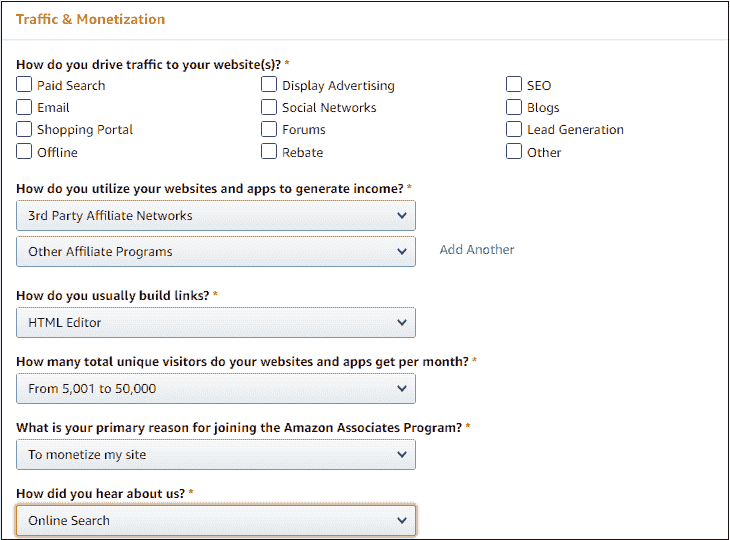 Traffic & Monetization
How do you drive traffic to your website(s)? *
Paid Search Display Advertising SEO
Email Social Networks Blogs
Shopping Portal Forums Lead Generation
Offline Rebate Other
How do you utilize your websites and apps to generate income? *
3rd Party Affiliate Networks
Other Affiliate Programs Add Another
How do you usually build links? *
HTML Editor
How many total unique visitors do your websites and apps get per month? *
From 5,001 to 50,000
What is your primary reason for joining the Amazon Associates Program? *
To monetize my site
How did you hear about us? *
Online Search